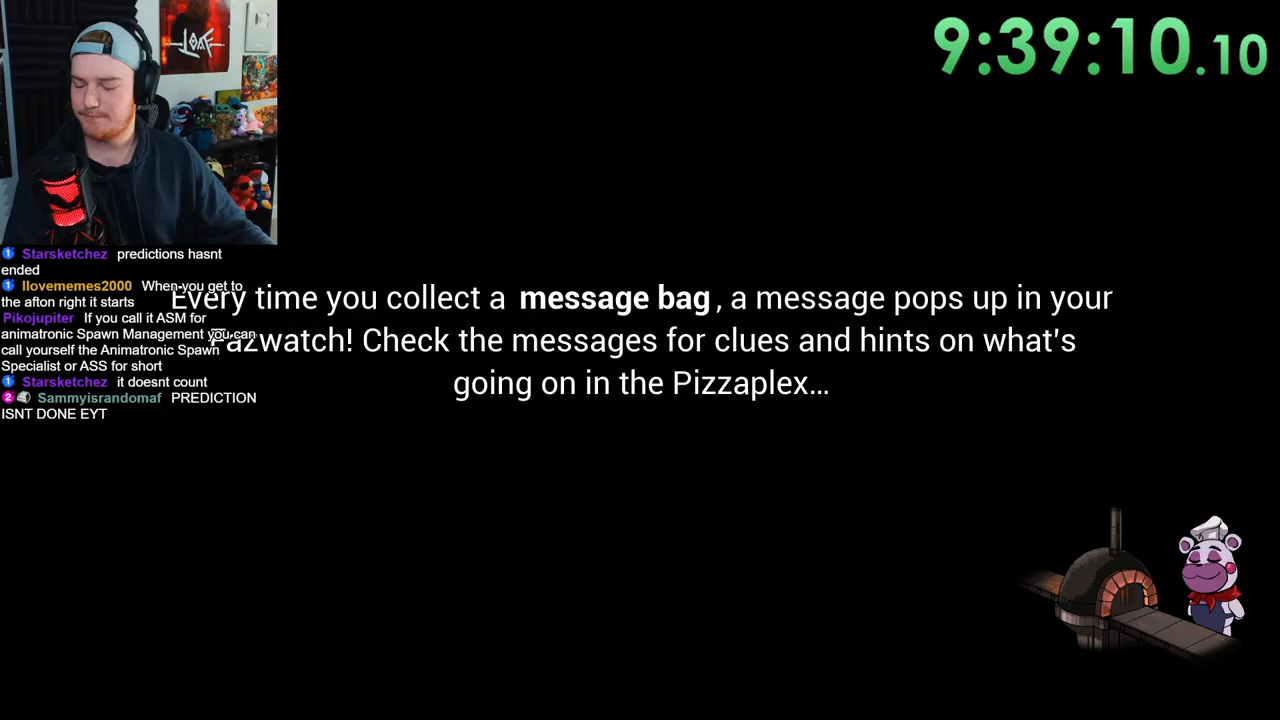 LOAF
9:39:10.10
Starsketchez predictions hasnt
ended
Ilovememes2000 When you get to
the afton right it starts
Pikojupiter If you call it ASM for
animatronic Spawn Management you can
call yourself the Animatronic Spawn
Specialist or ASS for short
Starsketchez it doesnt count
Sammyisrandomaf PREDICTION
ISNT DONE EYT
Every time you collect a message bag, a message pops up in your
Fazwatch! Check the messages for clues and hints on what's
going on in the Pizzaplex...